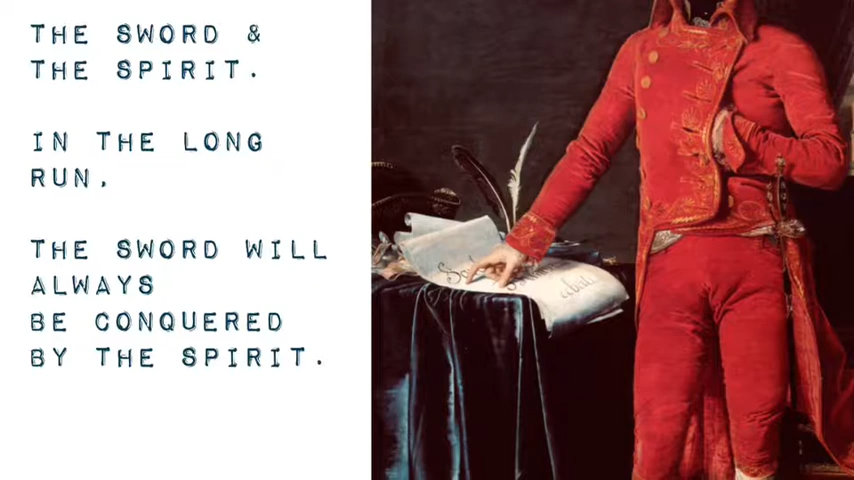 THE SWORD &
THE SPIRIT.
IN THE LONG
RUN,
THE SWORD WILL
ALWAYS
BE CONQUERED
BY THE SPIRIT.